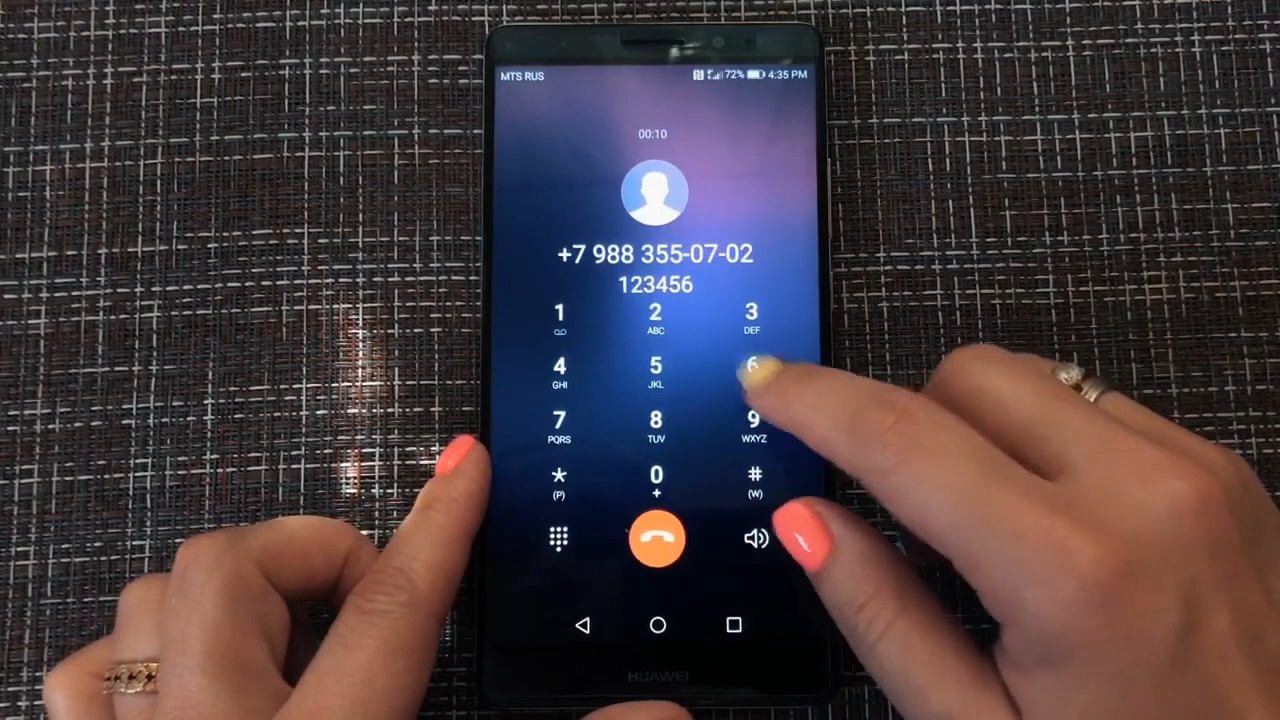 MTS RUS 72% 4:35 PM
00:10
+7 988 355-07-02
123456
1 2 3
ABC DEF
4 5 6
GHI JKL
7 8 9
PQRS TUV WXYZ
* 0 #
(P) + (W)
HUAWEI